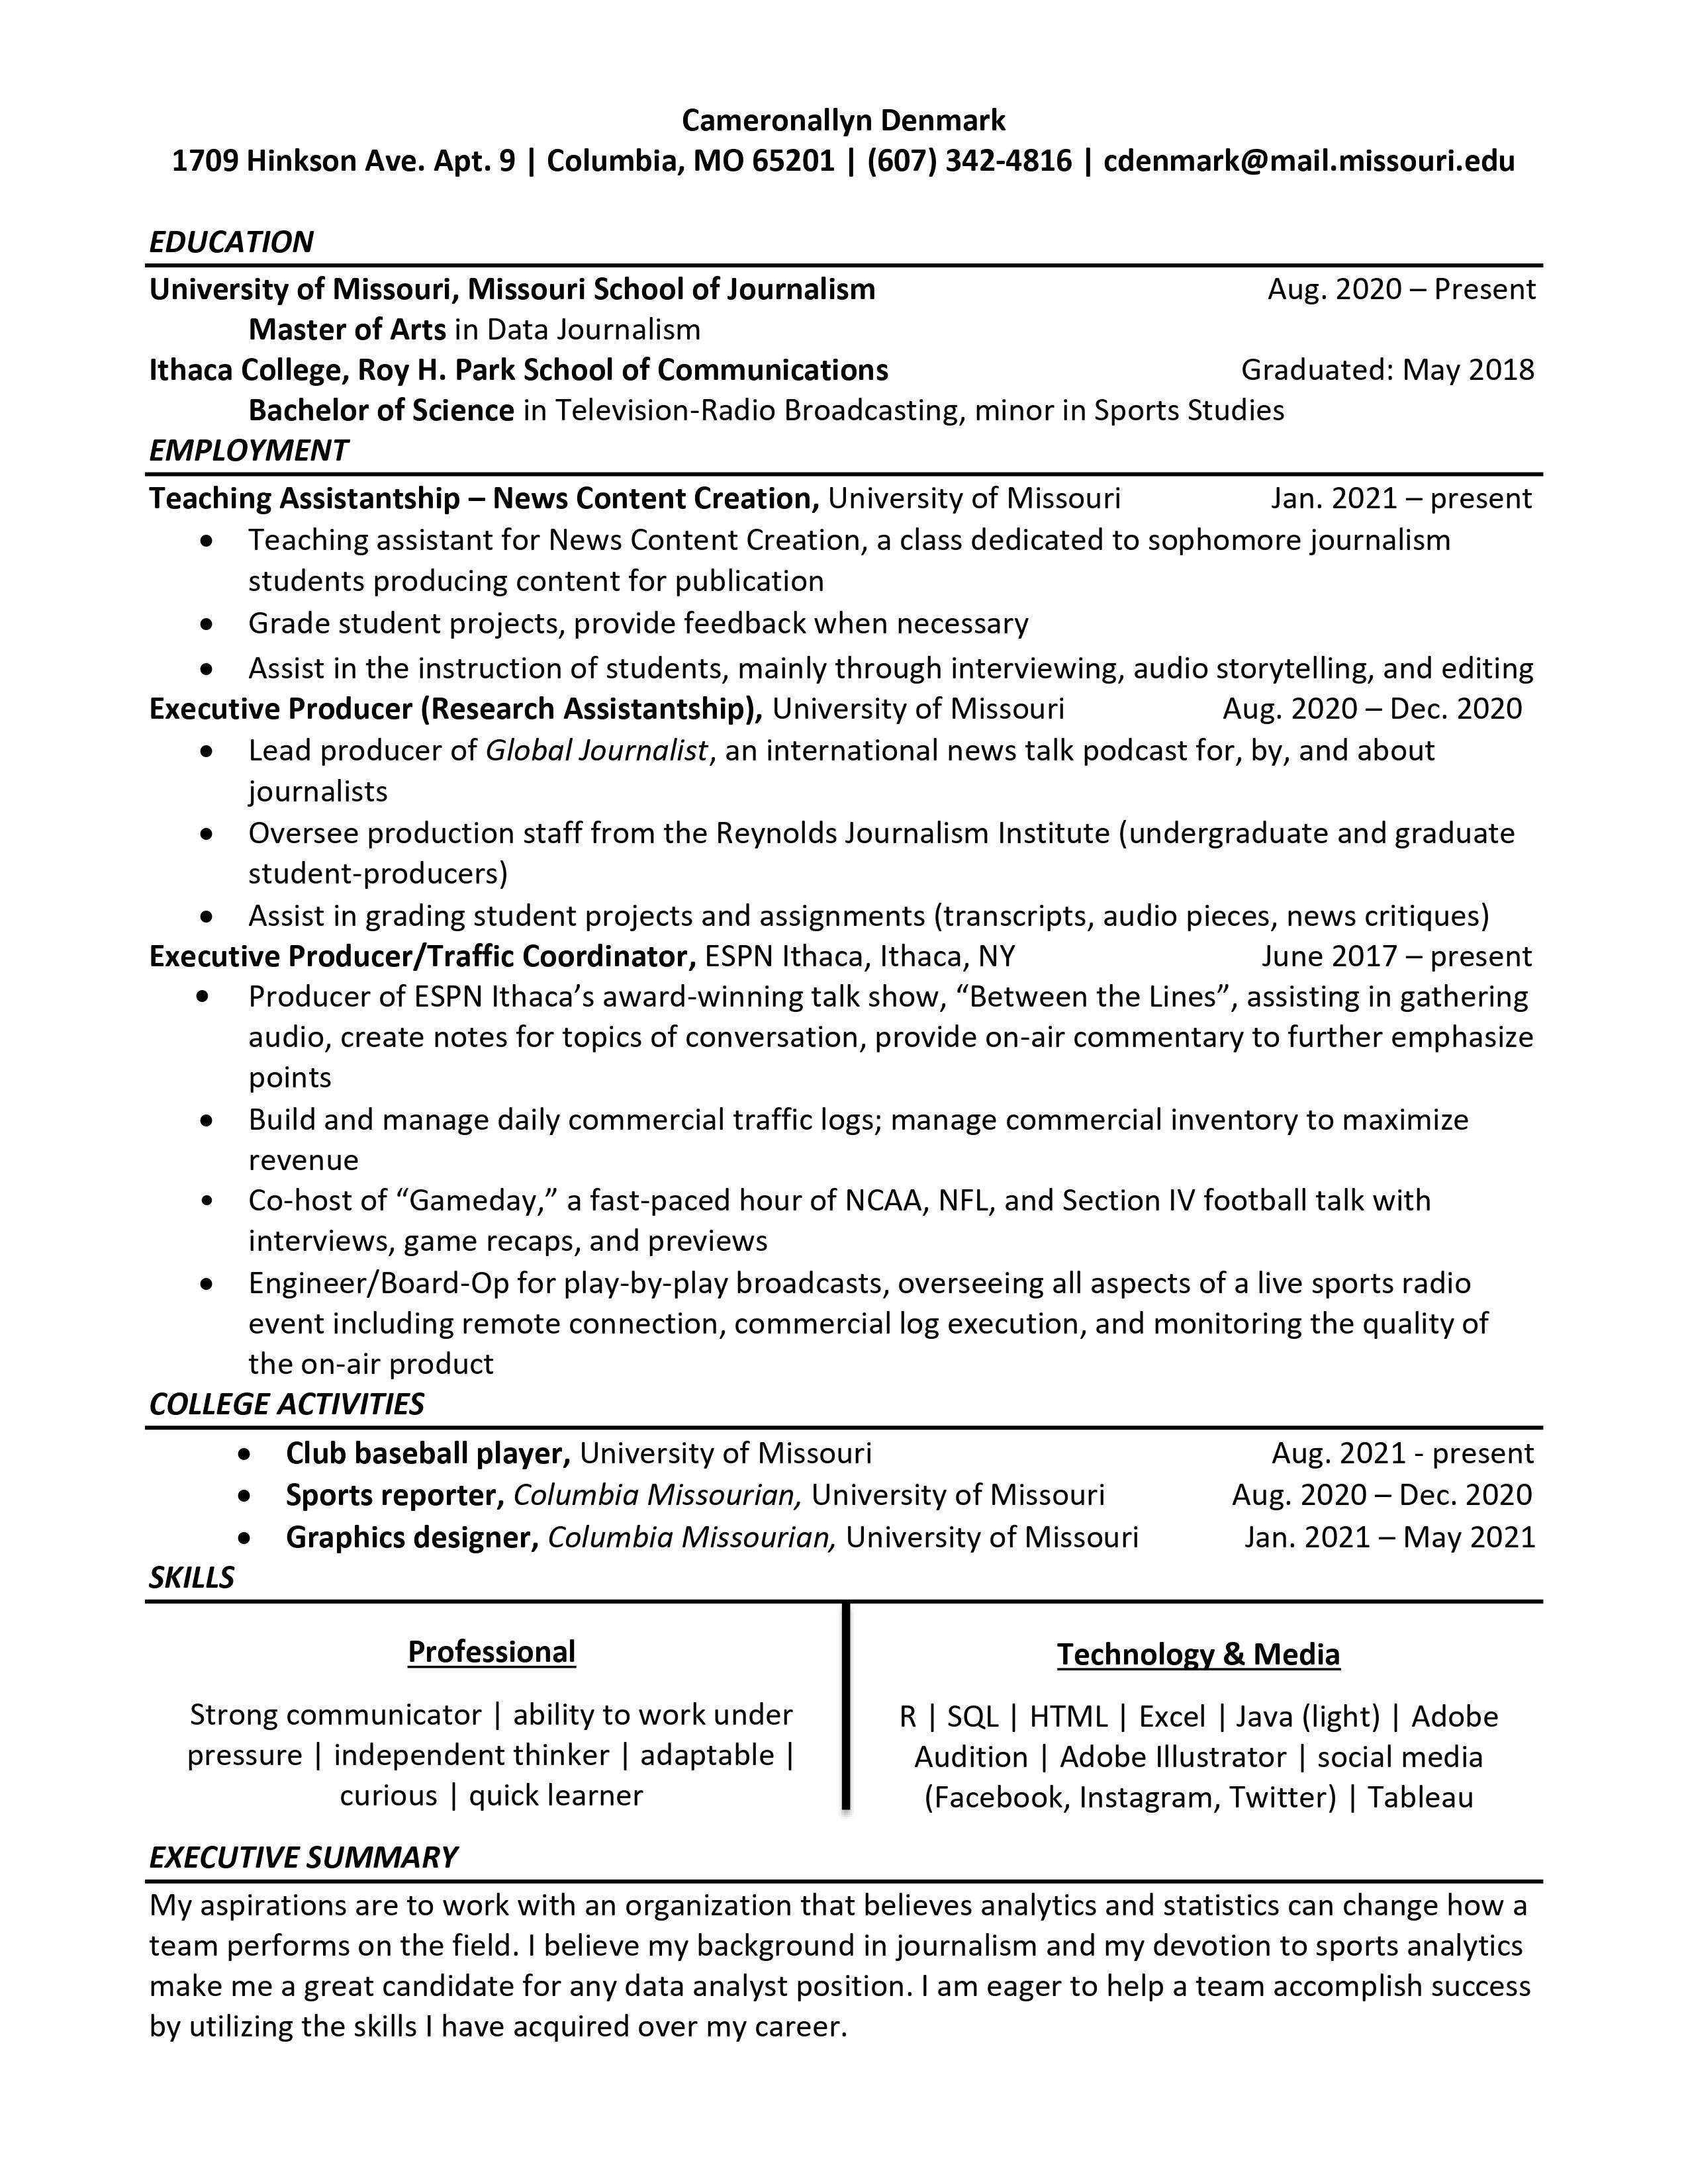 Cameronallyn Denmark
1709 Hinkson Ave. Apt. 9 | Columbia, MO 65201 | (607) 342-4816 | cdenmark@mail.missouri.edu
EDUCATION
University of Missouri, Missouri School of Journalism Aug. 2020 – Present
Master of Arts in Data Journalism
Ithaca College, Roy H. Park School of Communications Graduated: May 2018
Bachelor of Science in Television-Radio Broadcasting, minor in Sports Studies
EMPLOYMENT
Teaching Assistantship – News Content Creation, University of Missouri Jan. 2021 – present
• Teaching assistant for News Content Creation, a class dedicated to sophomore journalism
students producing content for publication
• Grade student projects, provide feedback when necessary
• Assist in the instruction of students, mainly through interviewing, audio storytelling, and editing
Executive Producer (Research Assistantship), University of Missouri Aug. 2020 – Dec. 2020
• Lead producer of Global Journalist, an international news talk podcast for, by, and about
journalists
• Oversee production staff from the Reynolds Journalism Institute (undergraduate and graduate
student-producers)
• Assist in grading student projects and assignments (transcripts, audio pieces, news critiques)
Executive Producer/Traffic Coordinator, ESPN Ithaca, Ithaca, NY June 2017 – present
• Producer of ESPN Ithaca’s award-winning talk show, “Between the Lines”, assisting in gathering
audio, create notes for topics of conversation, provide on-air commentary to further emphasize
points
• Build and manage daily commercial traffic logs; manage commercial inventory to maximize
revenue
• Co-host of “Gameday,” a fast-paced hour of NCAA, NFL, and Section IV football talk with
interviews, game recaps, and previews
• Engineer/Board-Op for play-by-play broadcasts, overseeing all aspects of a live sports radio
event including remote connection, commercial log execution, and monitoring the quality of
the on-air product
COLLEGE ACTIVITIES
• Club baseball player, University of Missouri Aug. 2021 - present
• Sports reporter, Columbia Missourian, University of Missouri Aug. 2020 – Dec. 2020
• Graphics designer, Columbia Missourian, University of Missouri Jan. 2021 – May 2021
SKILLS
Professional
Strong communicator | ability to work under
pressure | independent thinker | adaptable |
curious | quick learner
Technology & Media
R | SQL | HTML | Excel | Java (light) | Adobe
Audition | Adobe Illustrator | social media
(Facebook, Instagram, Twitter) | Tableau
EXECUTIVE SUMMARY
My aspirations are to work with an organization that believes analytics and statistics can change how a
team performs on the field. I believe my background in journalism and my devotion to sports analytics
make me a great candidate for any data analyst position. I am eager to help a team accomplish success
by utilizing the skills I have acquired over my career.